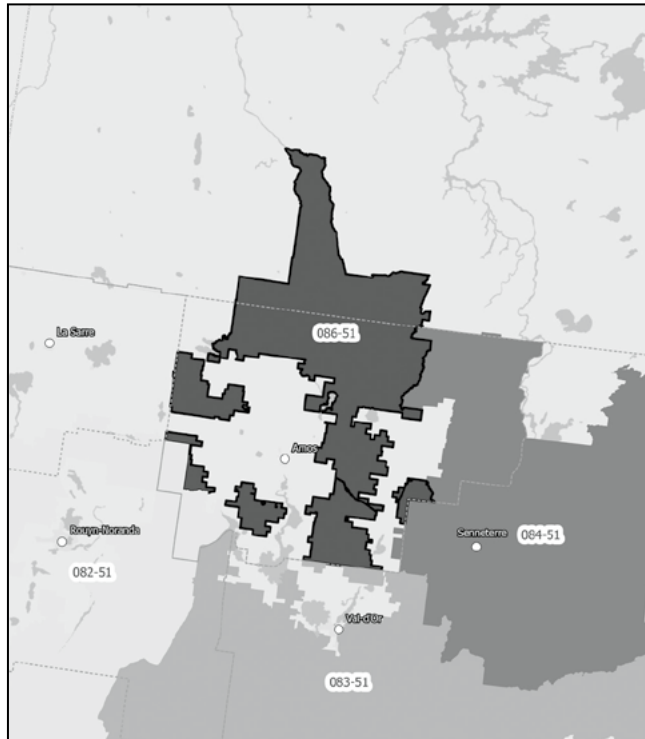 086-51
La Sarre
Amos
Rouyn-Noranda
082-51
Senneterre
084-51
Val-d'Or
083-51